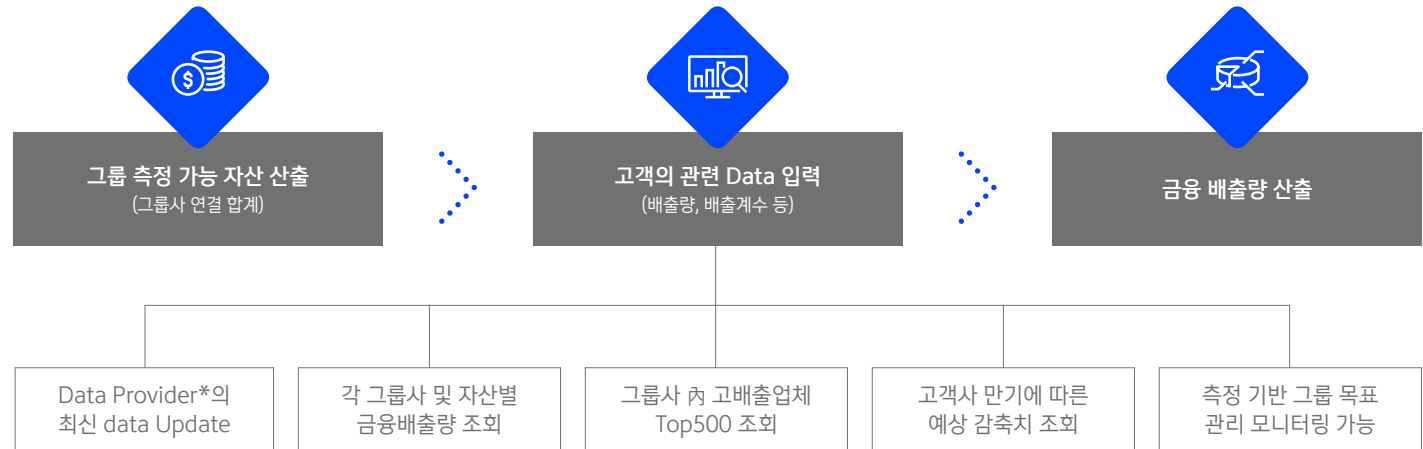 그룹 측정 가능 자산 산출
(그룹사 연결 합계)
고객의 관련 Data 입력
(배출량, 배출계수 등)
금융 배출량 산출
Data Provider*의
최신 data Update
각 그룹사 및 자산별
금융배출량 조회
그룹사 內 고배출업체
Top500 조회
고객사 만기에 따른
예상 감축치 조회
측정 기반 그룹 목표
관리 모니터링 가능